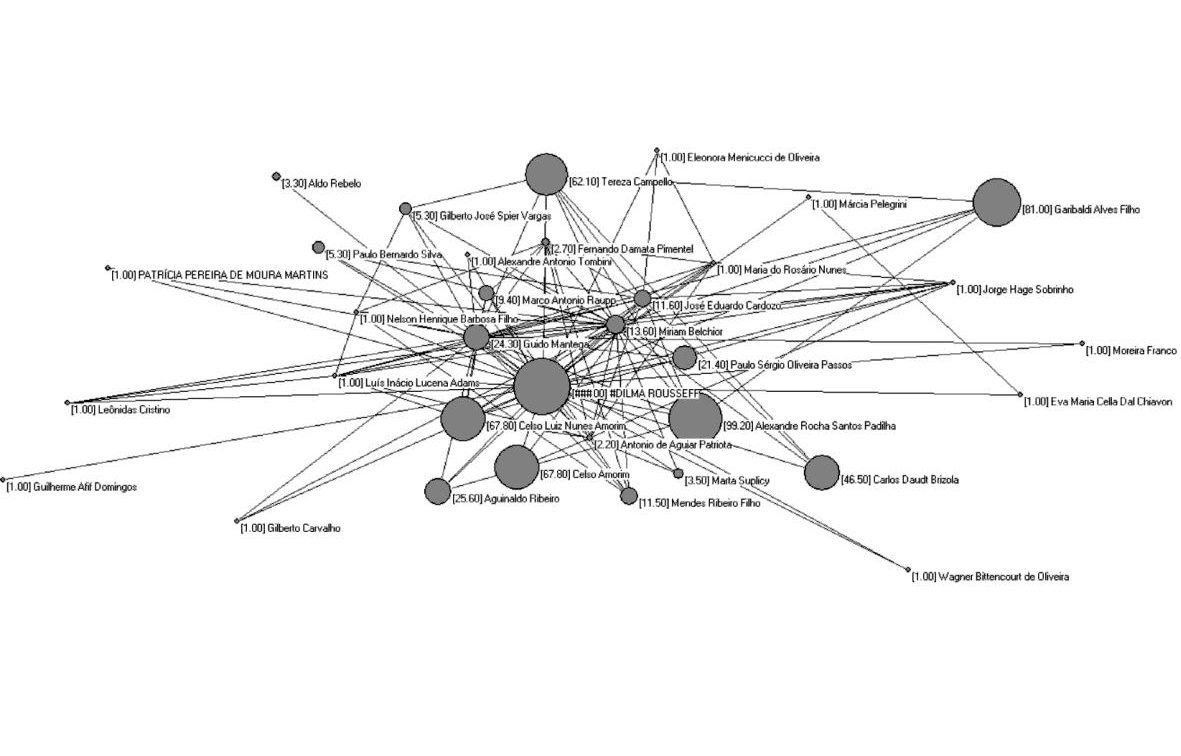 [1.00] Eleonora Menicucci de Oliveira
[3.30] Aldo Rebelo
[62.10] Tereza Campello
[1.00] Márcia Pelegrini
[81.00] Garibaldi Alves Filho
[5.30] Gilberto José Spier Vargas
[2.70] Fernando Damata Pimentel
[5.30] Paulo Bernardo Silva
[1.00] Alexandre Antonio Tombini
[1.00] Maria do Rosário Nunes
[1.00] PATRÍCIA PEREIRA DE MOURA MARTINS
[1.00] Jorge Hage Sobrinho
[9.40] Marco Antonio Raupp
[11.60] José Eduardo Cardozo
[1.00] Nelson Henrique Barbosa Filho
[13.60] Miriam Belchior
[24.30] Guido Mantega
[1.00] Moreira Franco
[21.40] Paulo Sérgio Oliveira Passos
[1.00] Luís Inácio Lucena Adams
[###.00] #DILMA ROUSSEFF
[1.00] Eva Maria Cella Dal Chiavon
[1.00] Leônidas Cristino
[67.80] Celso Luiz Nunes Amorim
[99.20] Alexandre Rocha Santos Padilha
[2.20] Antonio de Aguiar Patriota
[67.80] Celso Amorim
[3.50] Marta Suplicy
[46.50] Carlos Daudt Brizola
[1.00] Guilherme Afif Domingos
[25.60] Aguinaldo Ribeiro
[11.50] Mendes Ribeiro Filho
[1.00] Gilberto Carvalho
[1.00] Wagner Bittencourt de Oliveira